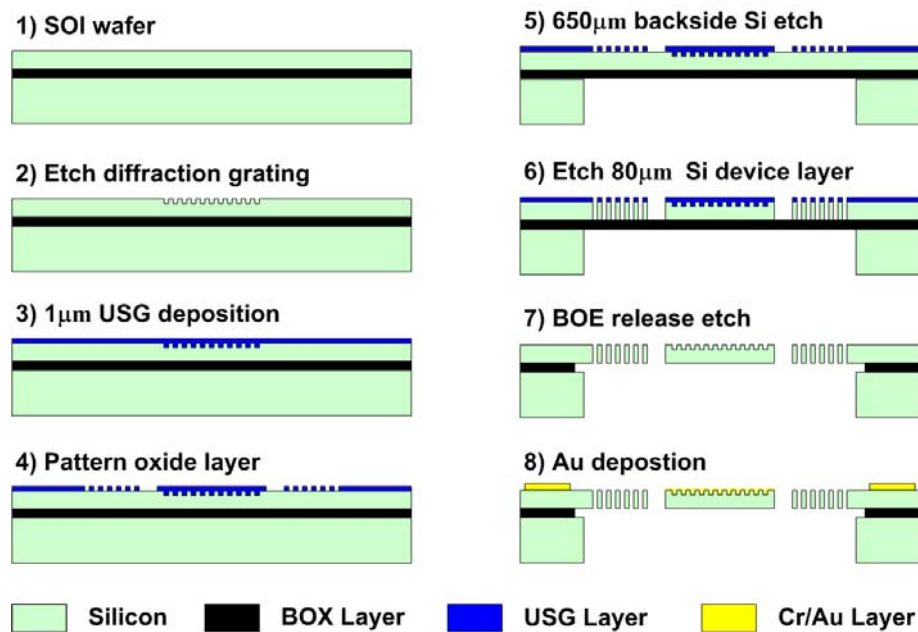 1) SOI wafer
2) Etch diffraction grating
3) 1μm USG deposition
4) Pattern oxide layer
5) 650μm backside Si etch
6) Etch 80μm Si device layer
7) BOE release etch
8) Au depostion
Silicon
BOX Layer
USG Layer
Cr/Au Layer